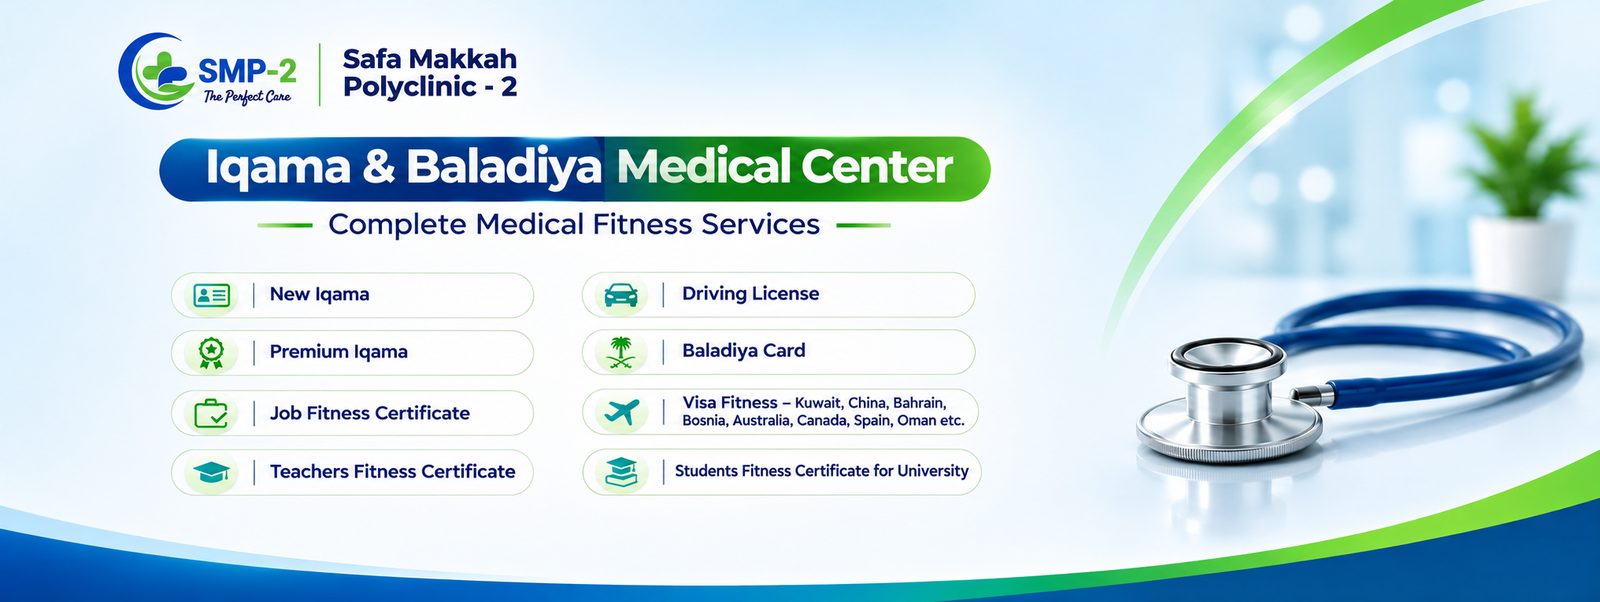 SMP-2
The Perfect Care
Safa Makkah
Polyclinic - 2
Iqama & Baladiya Medical Center
Complete Medical Fitness Services
New Iqama
Driving License
Premium Iqama
Baladiya Card
Job Fitness Certificate
Visa Fitness – Kuwait, China, Bahrain,
Bosnia, Australia, Canada, Spain, Oman etc.
Teachers Fitness Certificate
Students Fitness Certificate for University